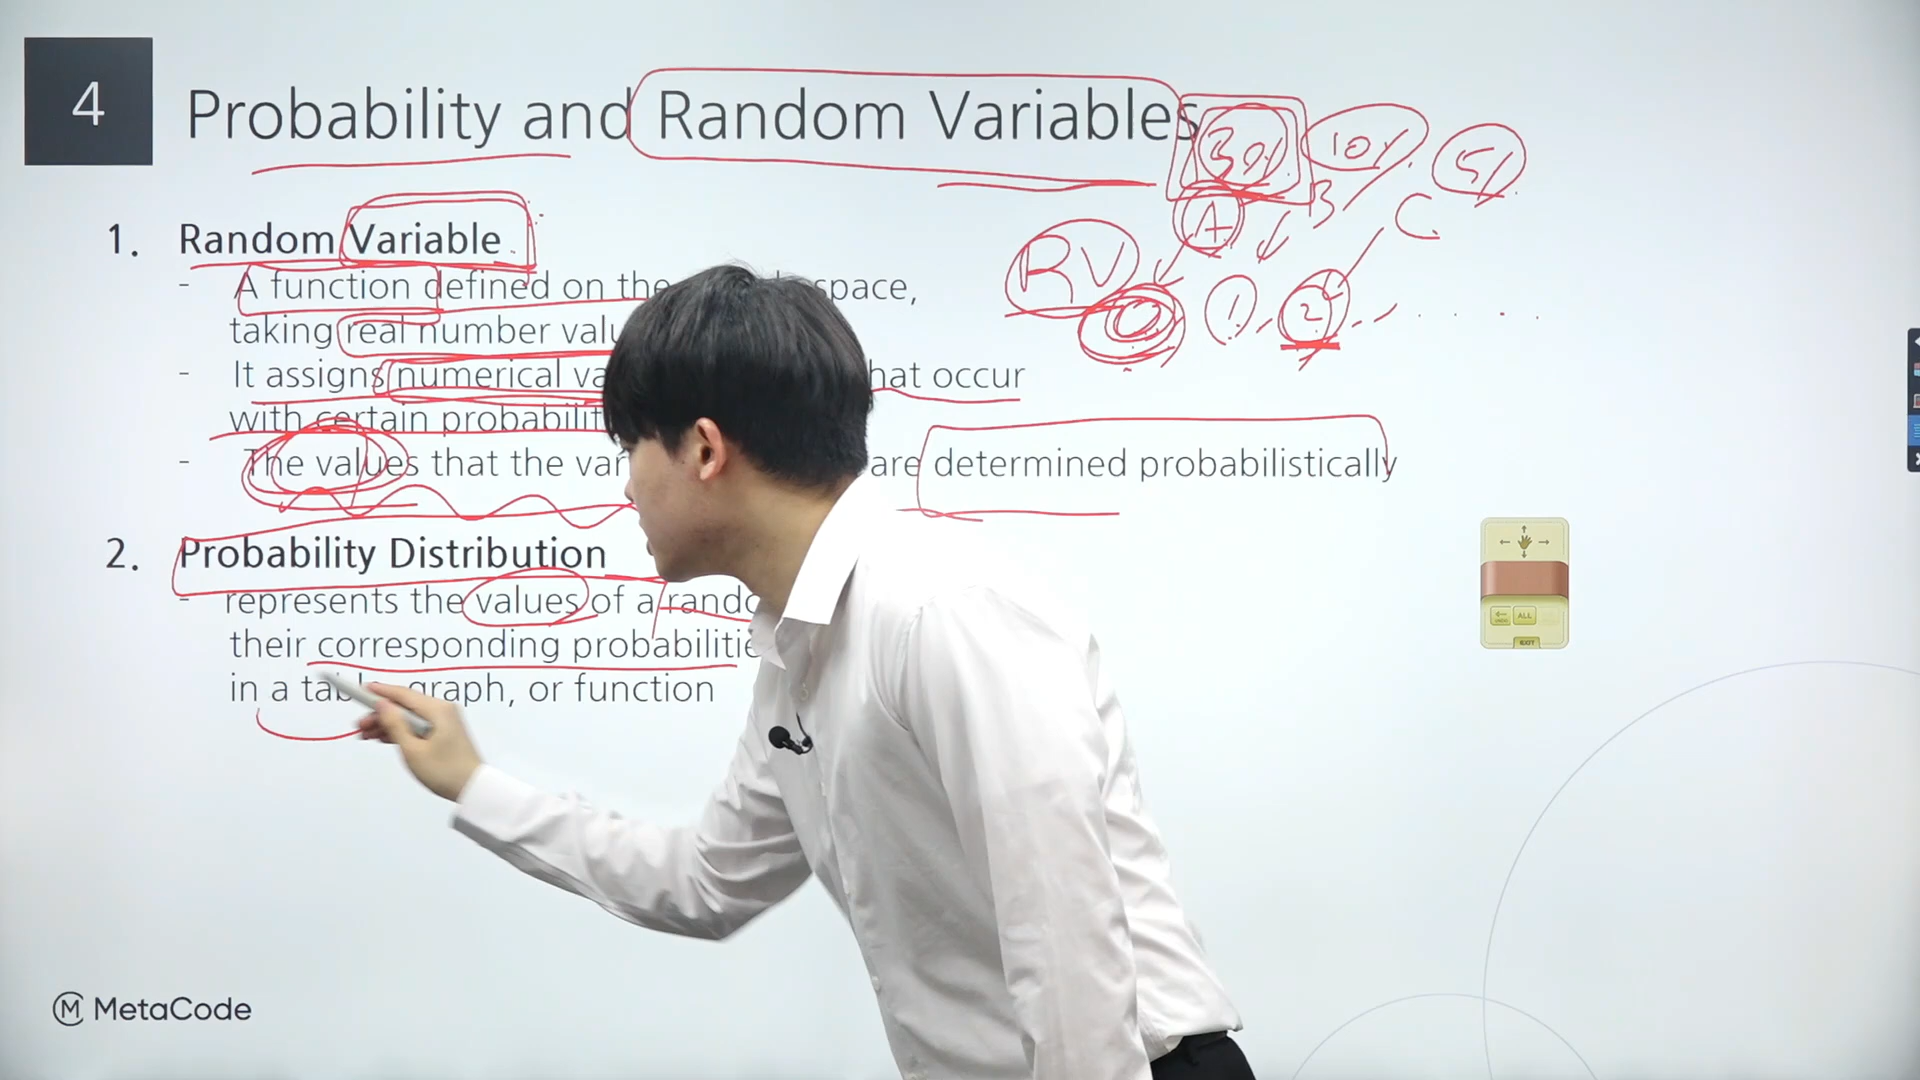 4
Probability and Random Variables
30%
10%
5%
A
B
C
RV
0, 1, 2,
1. Random Variable
- A function defined on the space,
taking real number valu
- It assigns numerical va hat occur
with certain probabilit
- The values that the var are determined probabilistically
2. Probability Distribution
- represents the values of a rando
their corresponding probabilitie
in a table, graph, or function
ALL
EXIT
MetaCode